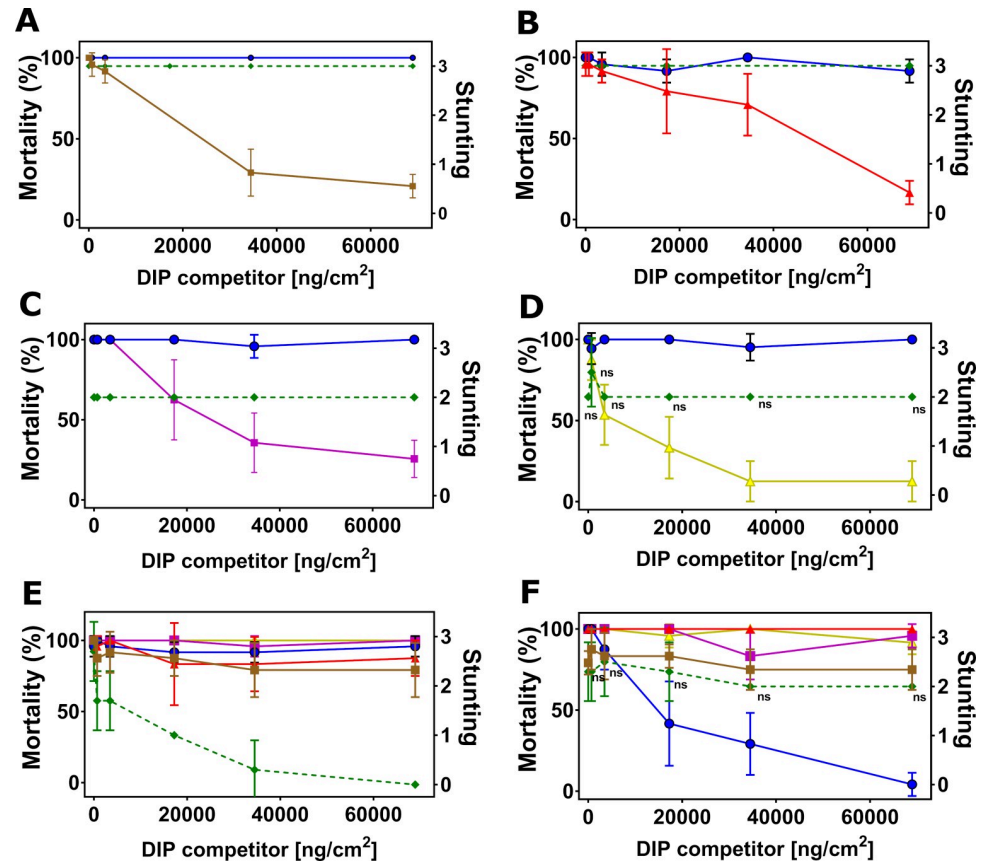 A
Mortality (%)
100
50
0
3
2
1
0
Stunting
0 20000 40000 60000
DIP competitor [ng/cm²]
B
Mortality (%)
100
50
0
3
2
1
0
Stunting
0 20000 40000 60000
DIP competitor [ng/cm²]
C
Mortality (%)
100
50
0
3
2
1
0
Stunting
0 20000 40000 60000
DIP competitor [ng/cm²]
D
Mortality (%)
100
50
0
ns
ns
ns
ns
ns
ns
3
2
1
0
Stunting
0 20000 40000 60000
DIP competitor [ng/cm²]
E
Mortality (%)
100
50
0
3
2
1
0
Stunting
0 20000 40000 60000
DIP competitor [ng/cm²]
F
Mortality (%)
100
50
0
ns
ns
ns
ns
ns
3
2
1
0
Stunting
0 20000 40000 60000
DIP competitor [ng/cm²]